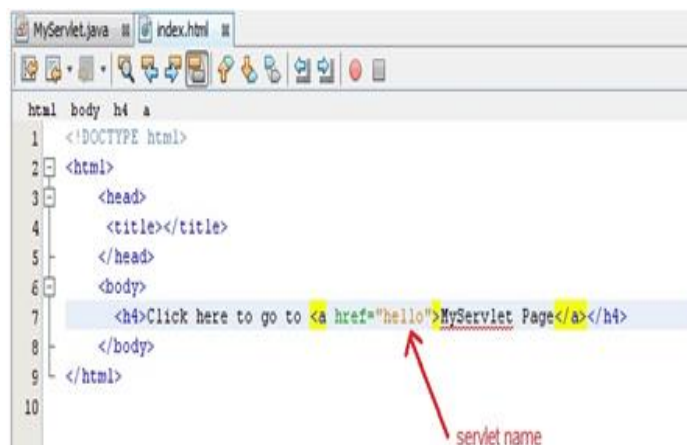 MyServlet.java index.html
html body h4 a
1 <!DOCTYPE html>
2 <html>
3 <head>
4 <title></title>
5 </head>
6 <body>
7 <h4>Click here to go to <a href="hello">MyServlet Page</a></h4>
8 </body>
9 </html>
10
servlet name